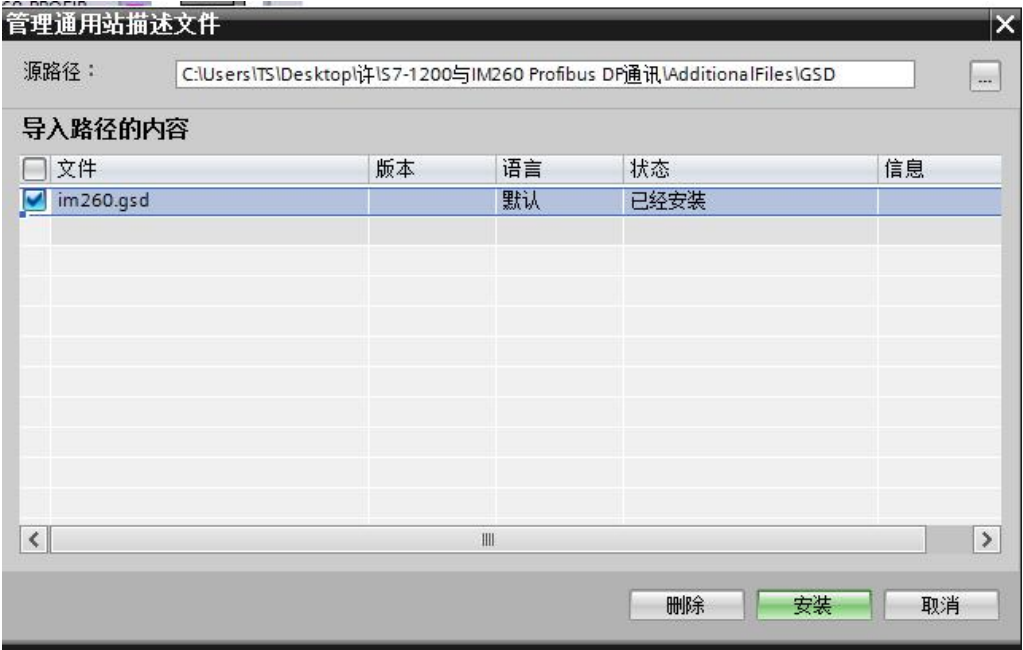 管理通用站描述文件
源路径：
C:\Users\TS\Desktop\许\S7-1200与IM260 Profibus DP通讯\AdditionalFiles\GSD
...
导入路径的内容
文件 版本 语言 状态 信息
im260.gsd 默认 已经安装
删除 安装 取消